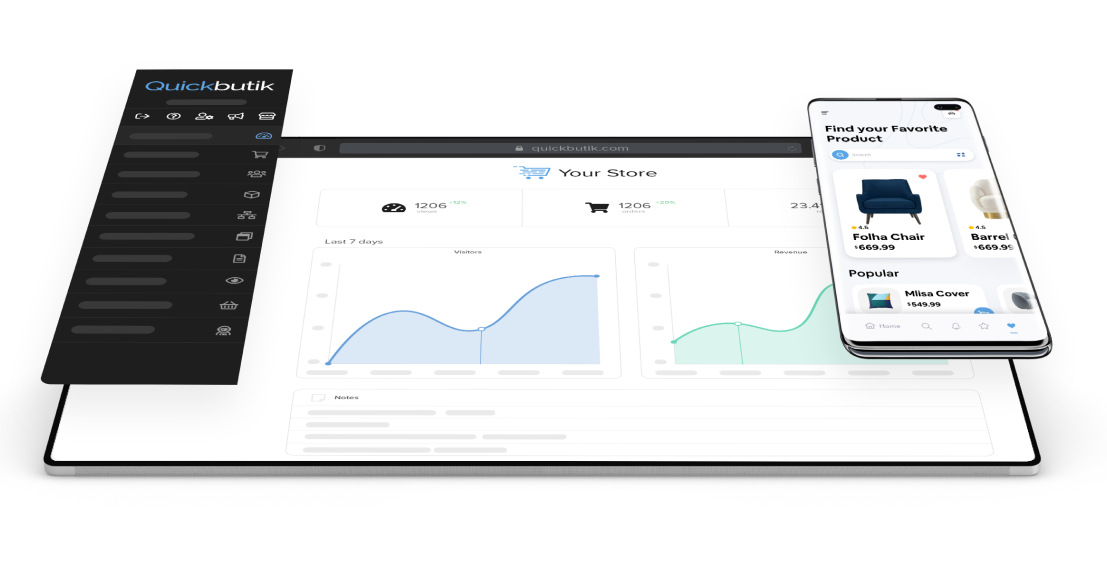 Quickbutik
quickbutik.com
Your Store
1206 +12%
views
1206 +20%
orders
23.4
Last 7 days
Visitors
Revenue
Notes
Find your Favorite
Product
Search
4.5
Folha Chair
$669.99
4.5
Barrel
$669.99
Popular
Mlisa Cover
$549.99
Home